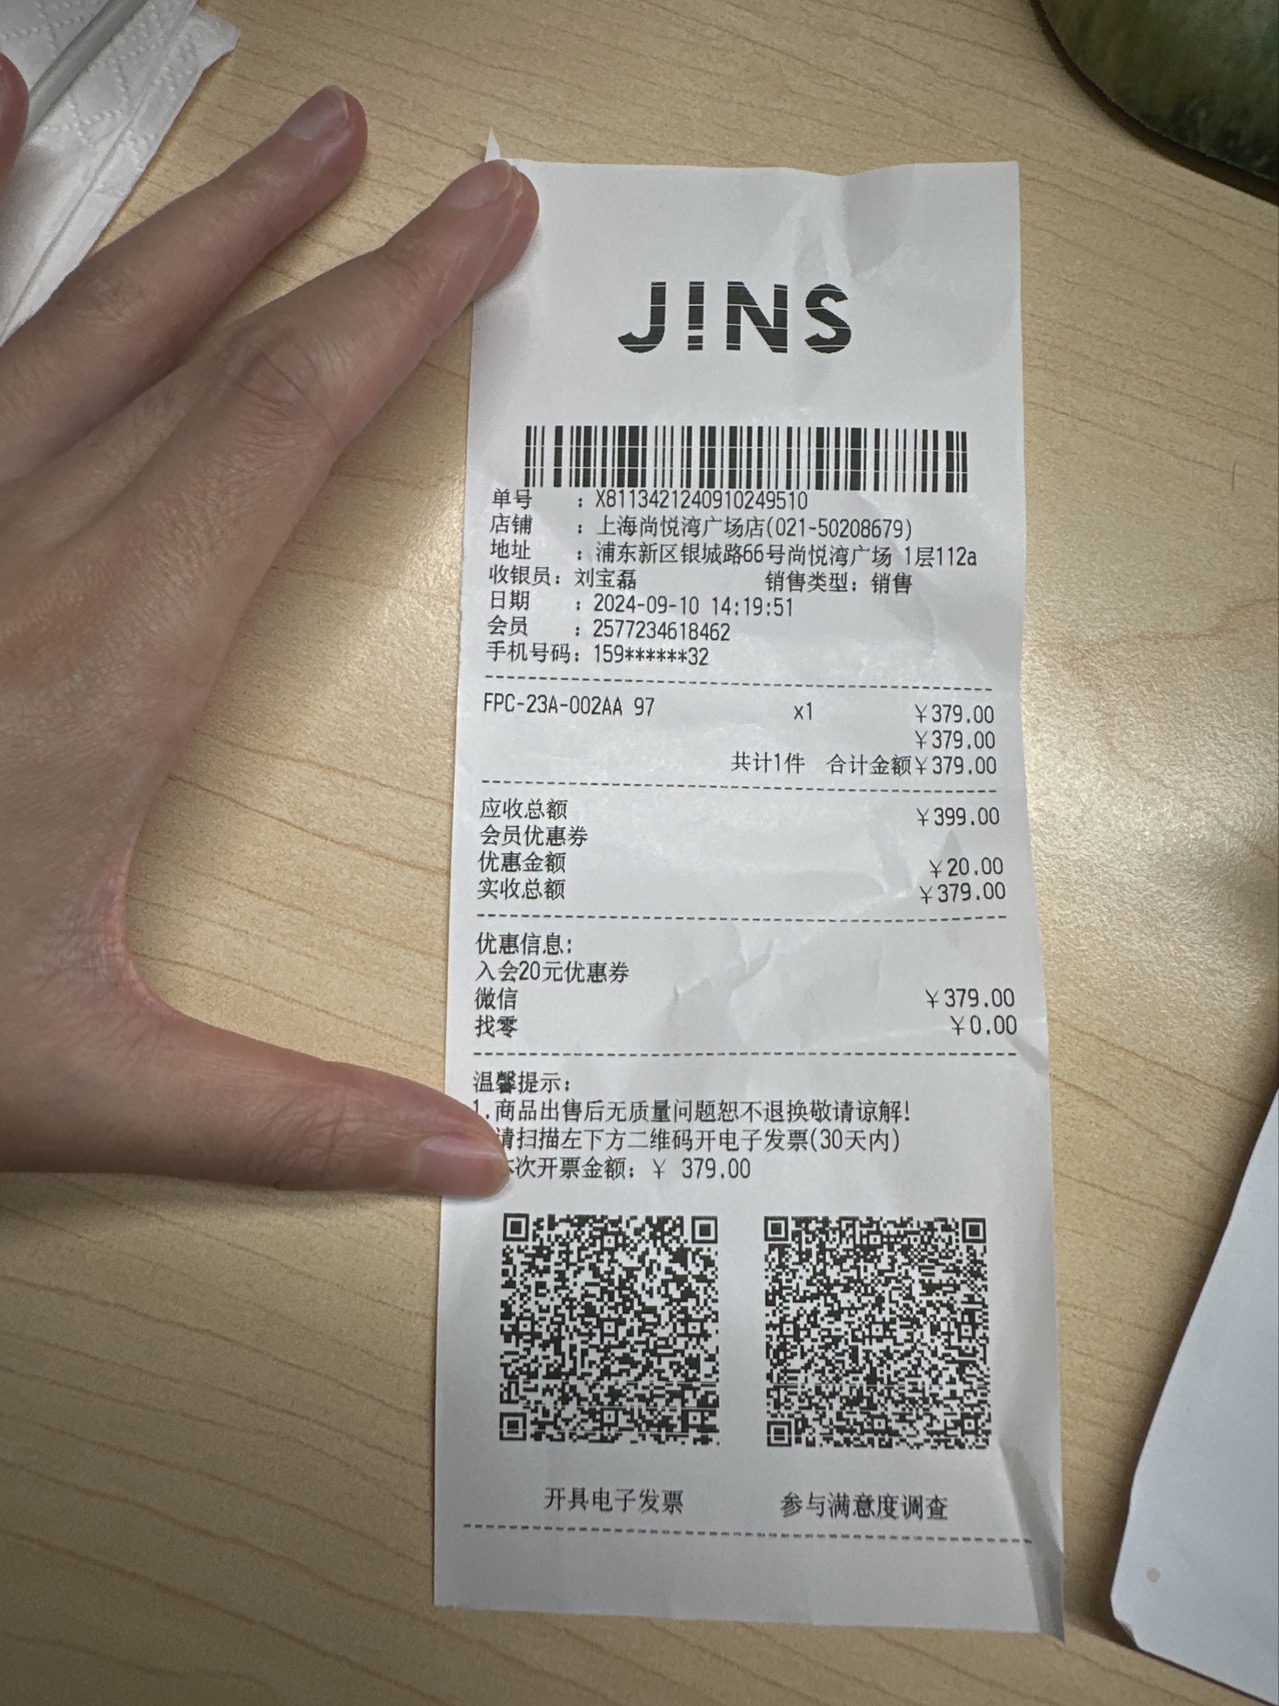 J!NS
单号 : X8113421240910249510
店铺 : 上海尚悦湾广场店(021-50208679)
地址 : 浦东新区银城路66号尚悦湾广场 1层112a
收银员: 刘宝磊 销售类型: 销售
日期 : 2024-09-10 14:19:51
会员 : 2577234618462
手机号码: 159******32
FPC-23A-002AA 97 x1 ￥379.00
￥379.00
共计1件 合计金额￥379.00
应收总额 ￥399.00
会员优惠券
优惠金额 ￥20.00
实收总额 ￥379.00
优惠信息:
入会20元优惠券
微信 ￥379.00
找零 ￥0.00
温馨提示:
1.商品出售后无质量问题恕不退换敬请谅解!
请扫描左下方二维码开电子发票(30天内)
次开票金额: ￥ 379.00
开具电子发票 参与满意度调查